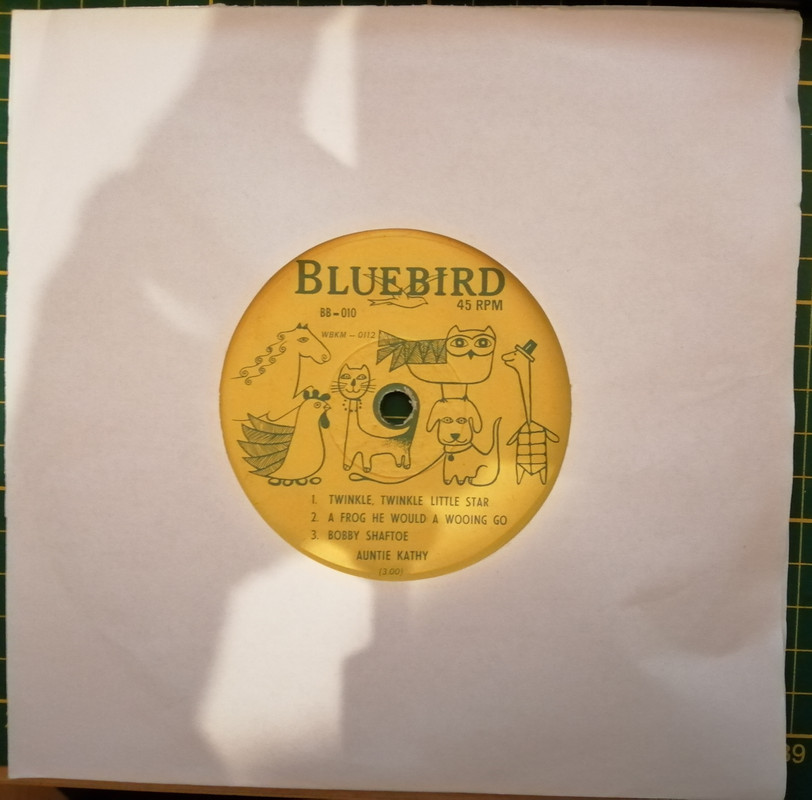 BLUEBIRD
45 RPM
BB-010
WBKM-0112
1. TWINKLE, TWINKLE LITTLE STAR
2. A FROG HE WOULD A WOOING GO
3. BOBBY SHAFTOE
AUNTIE KATHY
(3.00)
39